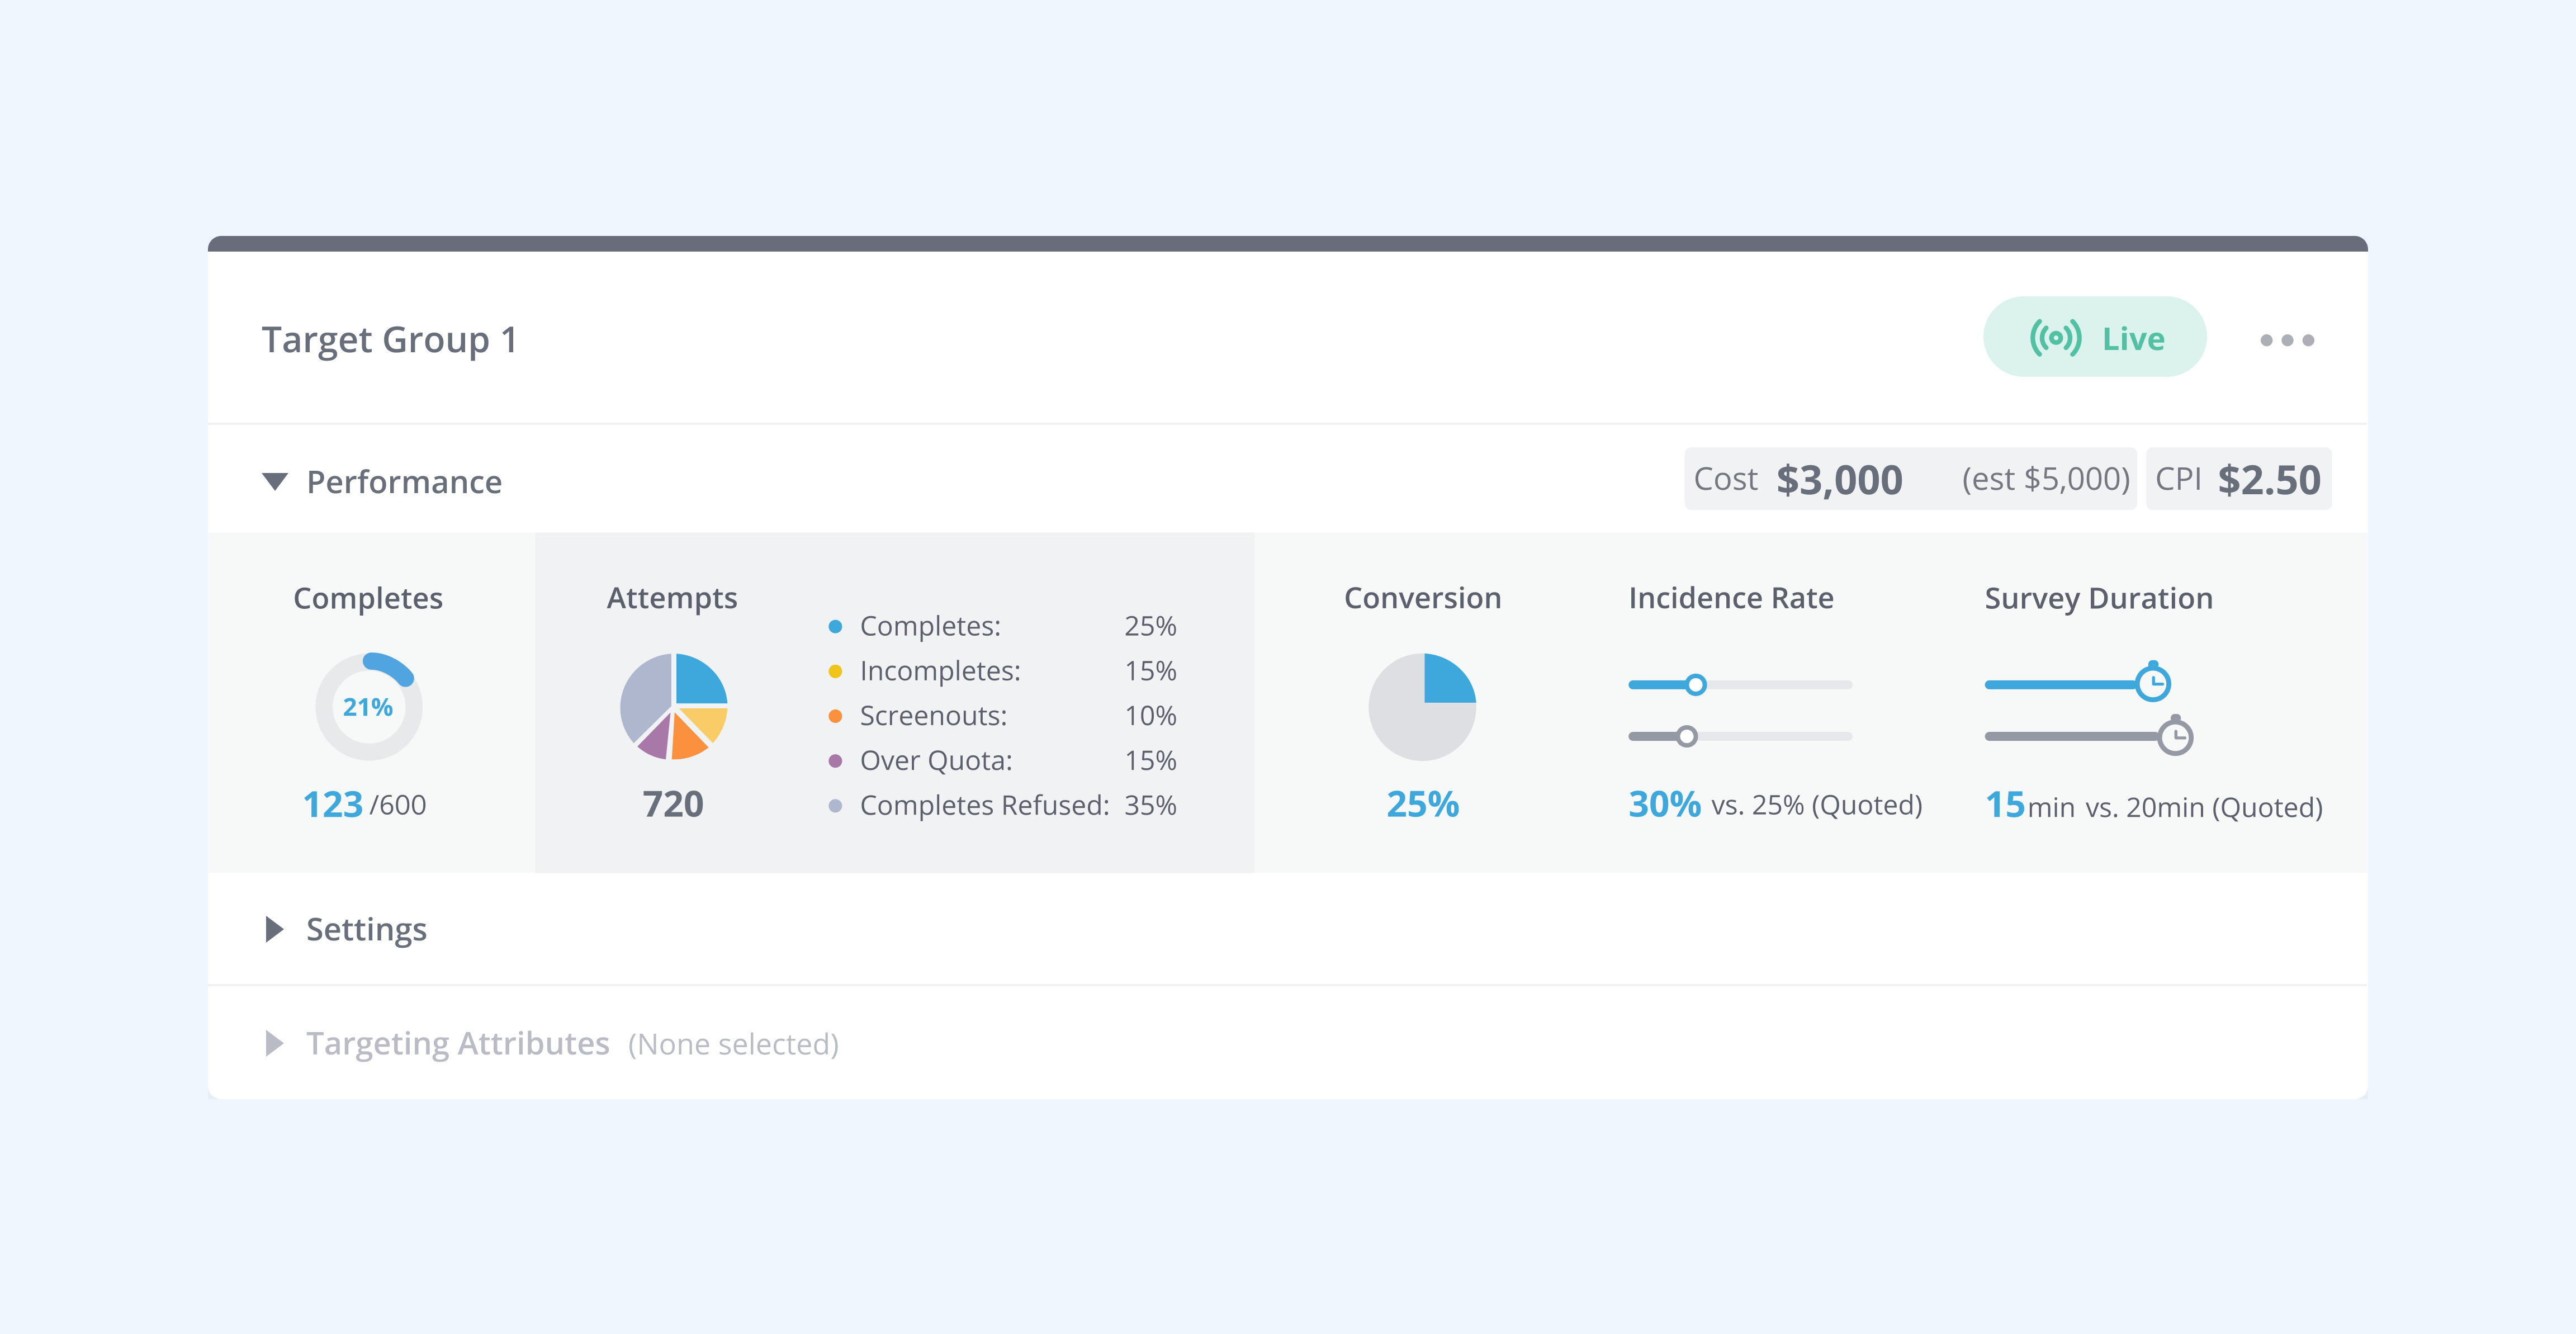 Target Group 1
Live
Performance
Cost $3,000 (est $5,000) CPI $2.50
Completes
21%
123 /600
Attempts
720
Completes: 25%
Incompletes: 15%
Screenouts: 10%
Over Quota: 15%
Completes Refused: 35%
Conversion
25%
Incidence Rate
30% vs. 25% (Quoted)
Survey Duration
15min vs. 20min (Quoted)
Settings
Targeting Attributes (None selected)